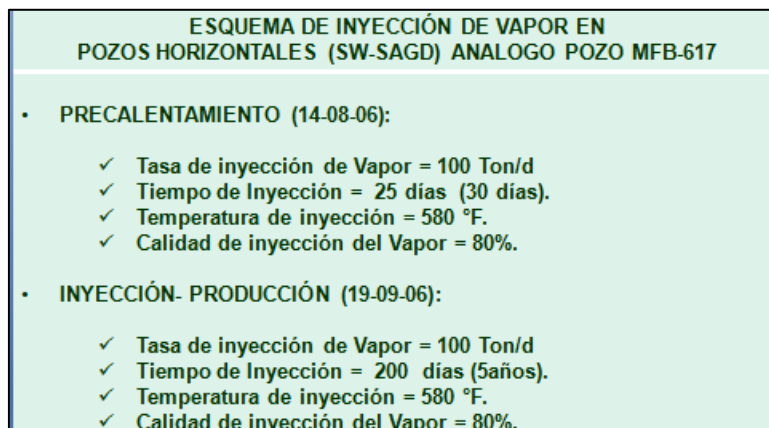 ESQUEMA DE INYECCIÓN DE VAPOR EN
POZOS HORIZONTALES (SW-SAGD) ANALOGO POZO MFB-617
• PRECALENTAMIENTO (14-08-06):
✓ Tasa de inyección de Vapor = 100 Ton/d
✓ Tiempo de Inyección = 25 días (30 días).
✓ Temperatura de inyección = 580 °F.
✓ Calidad de inyección del Vapor = 80%.
• INYECCIÓN- PRODUCCIÓN (19-09-06):
✓ Tasa de inyección de Vapor = 100 Ton/d
✓ Tiempo de Inyección = 200 días (5años).
✓ Temperatura de inyección = 580 °F.
✓ Calidad de inyección del Vapor = 80%.